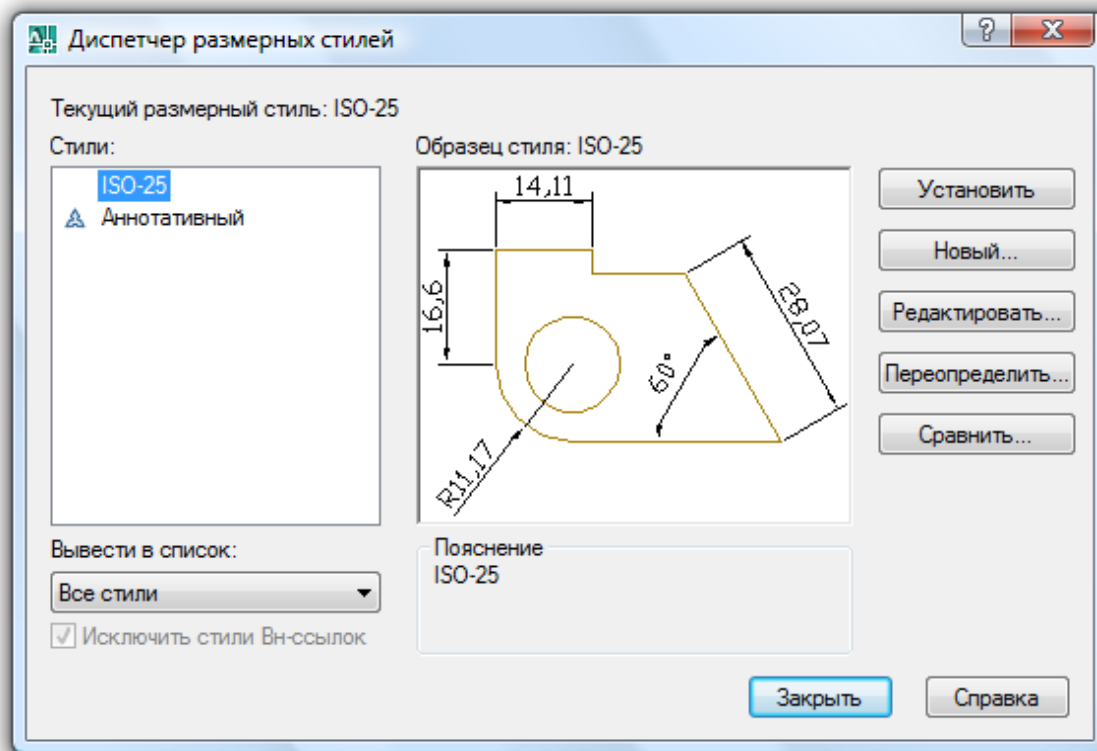 Диспетчер размерных стилей
Текущий размерный стиль: ISO-25
Стили:
ISO-25
Аннотативный
Образец стиля: ISO-25
14,11
16,6
28,07
60°
R11,17
Установить
Новый...
Редактировать...
Переопределить...
Сравнить...
Вывести в список:
Все стили
Исключить стили Вн-ссылок
Пояснение
ISO-25
Закрыть
Справка